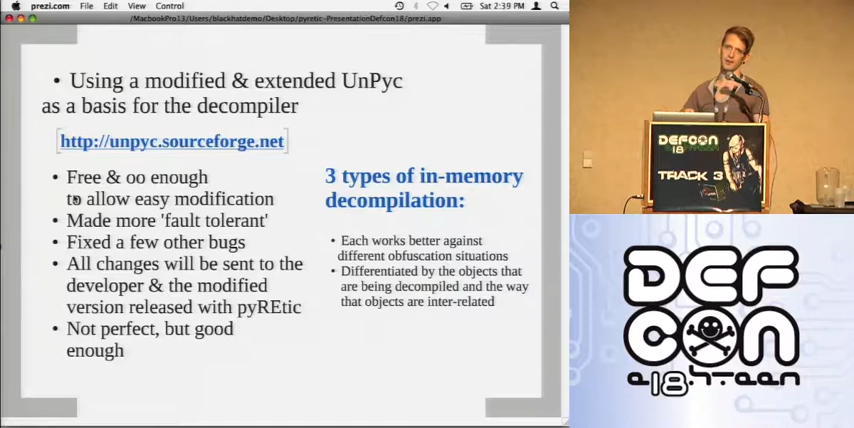 prezi.com File Edit View Control
Sat 2:39 PM
/MacbookPro13/Users/blackhatdemo/Desktop/pyretic-PresentationDefcon18/prezi.app
• Using a modified & extended UnPyc
as a basis for the decompiler
http://unpyc.sourceforge.net
• Free & oo enough
to allow easy modification
• Made more 'fault tolerant'
• Fixed a few other bugs
• All changes will be sent to the
developer & the modified
version released with pyREtic
• Not perfect, but good
enough
3 types of in-memory
decompilation:
• Each works better against
different obfuscation situations
• Differentiated by the objects that
are being decompiled and the way
that objects are inter-related
DEFCON
18
TRACK 3
DEF
CON
e18.h-teen